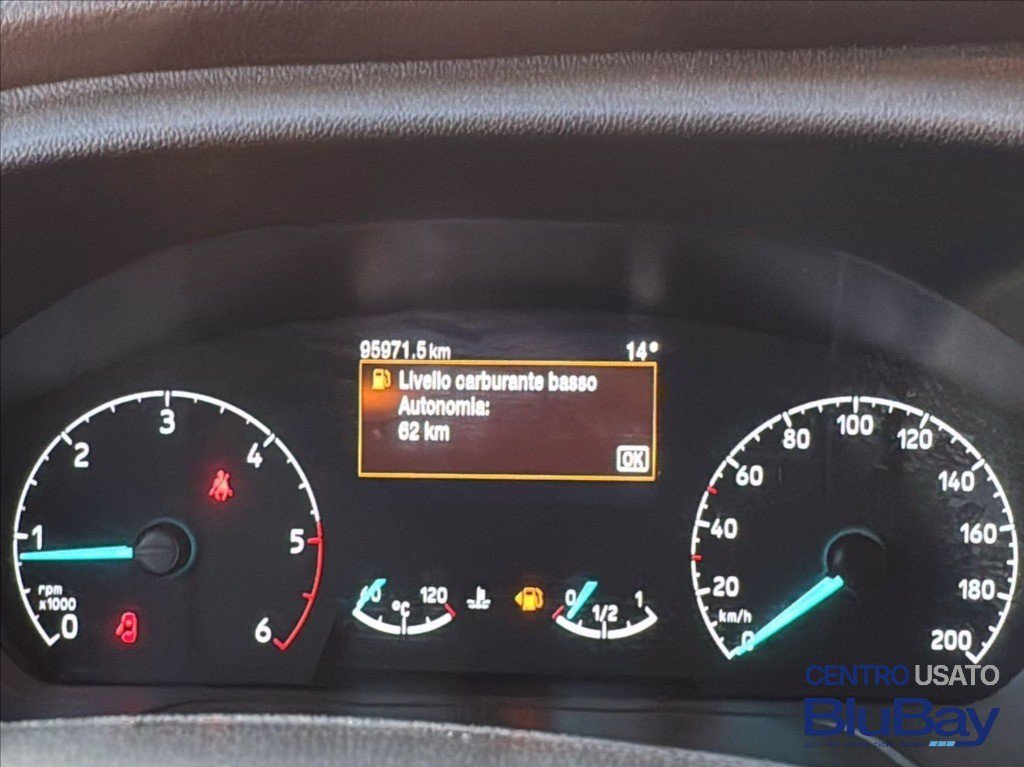 95971.5 km 14°
Livello carburante basso
Autonomia:
62 km
OK
0 1 2 3 4 5 6
rpm
x1000
60 120
°C
0 1/2 1
0 20 40 60 80 100 120 140 160 180 200
km/h
CENTRO USATO
BluBay